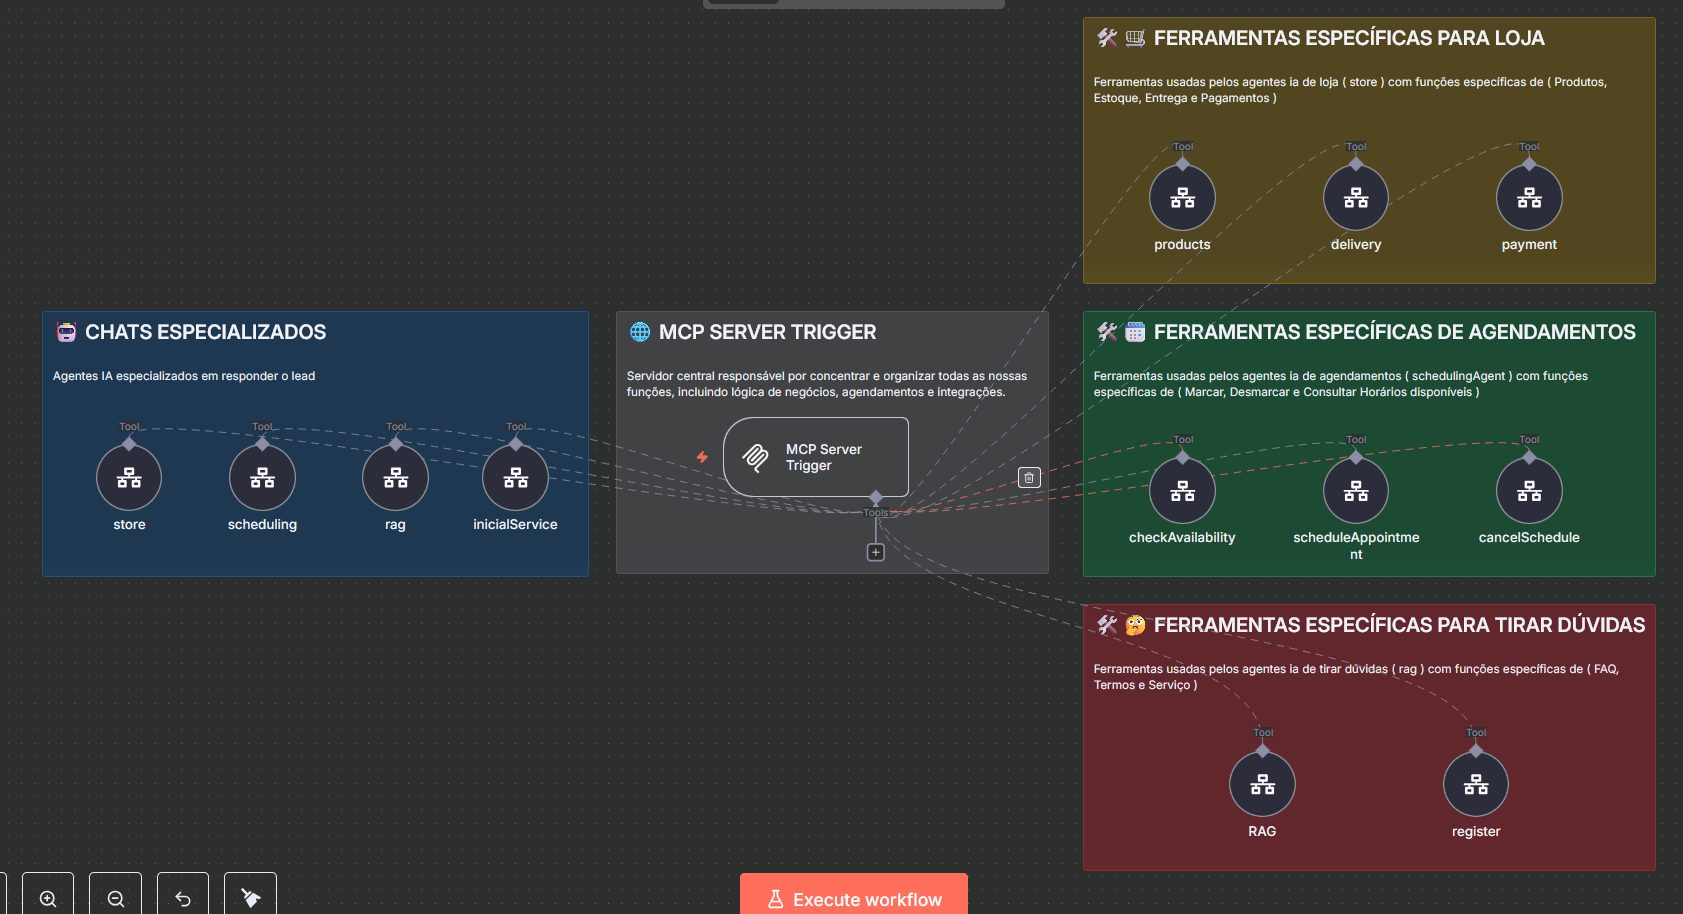 FERRAMENTAS ESPECÍFICAS PARA LOJA
Ferramentas usadas pelos agentes ia de loja ( store ) com funções específicas de ( Produtos,
Estoque, Entrega e Pagamentos )
Tool
Tool
Tool
products
delivery
payment
CHATS ESPECIALIZADOS
Agentes IA especializados em responder o lead
Tool
Tool
Tool
Tool
store
scheduling
rag
inicialService
MCP SERVER TRIGGER
Servidor central responsável por concentrar e organizar todas as nossas
funções, incluindo lógica de negócios, agendamentos e integrações.
MCP Server
Trigger
Tools
FERRAMENTAS ESPECÍFICAS DE AGENDAMENTOS
Ferramentas usadas pelos agentes ia de agendamentos ( schedulingAgent ) com funções
específicas de ( Marcar, Desmarcar e Consultar Horários disponíveis )
Tool
Tool
Tool
checkAvailability
scheduleAppointme
nt
cancelSchedule
FERRAMENTAS ESPECÍFICAS PARA TIRAR DÚVIDAS
Ferramentas usadas pelos agentes ia de tirar dúvidas ( rag ) com funções específicas de ( FAQ,
Termos e Serviço )
Tool
Tool
RAG
register
Execute workflow